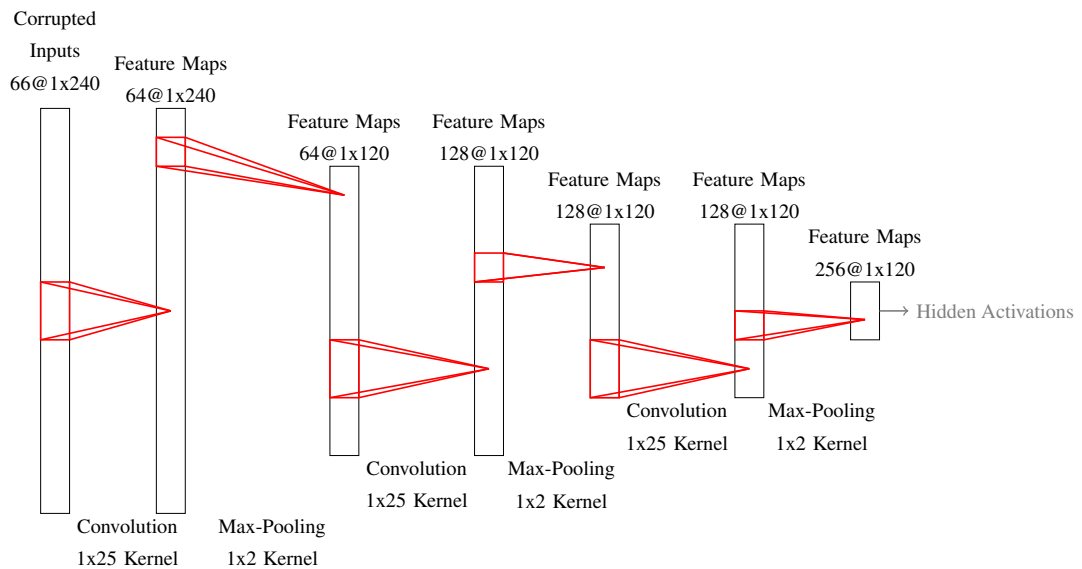 Corrupted
Inputs
66@1x240
Feature Maps
64@1x240
Feature Maps
64@1x120
Feature Maps
128@1x120
Feature Maps
128@1x120
Feature Maps
128@1x120
Feature Maps
256@1x120
Hidden Activations
Convolution
1x25 Kernel
Max-Pooling
1x2 Kernel
Convolution
1x25 Kernel
Max-Pooling
1x2 Kernel
Convolution
1x25 Kernel
Max-Pooling
1x2 Kernel